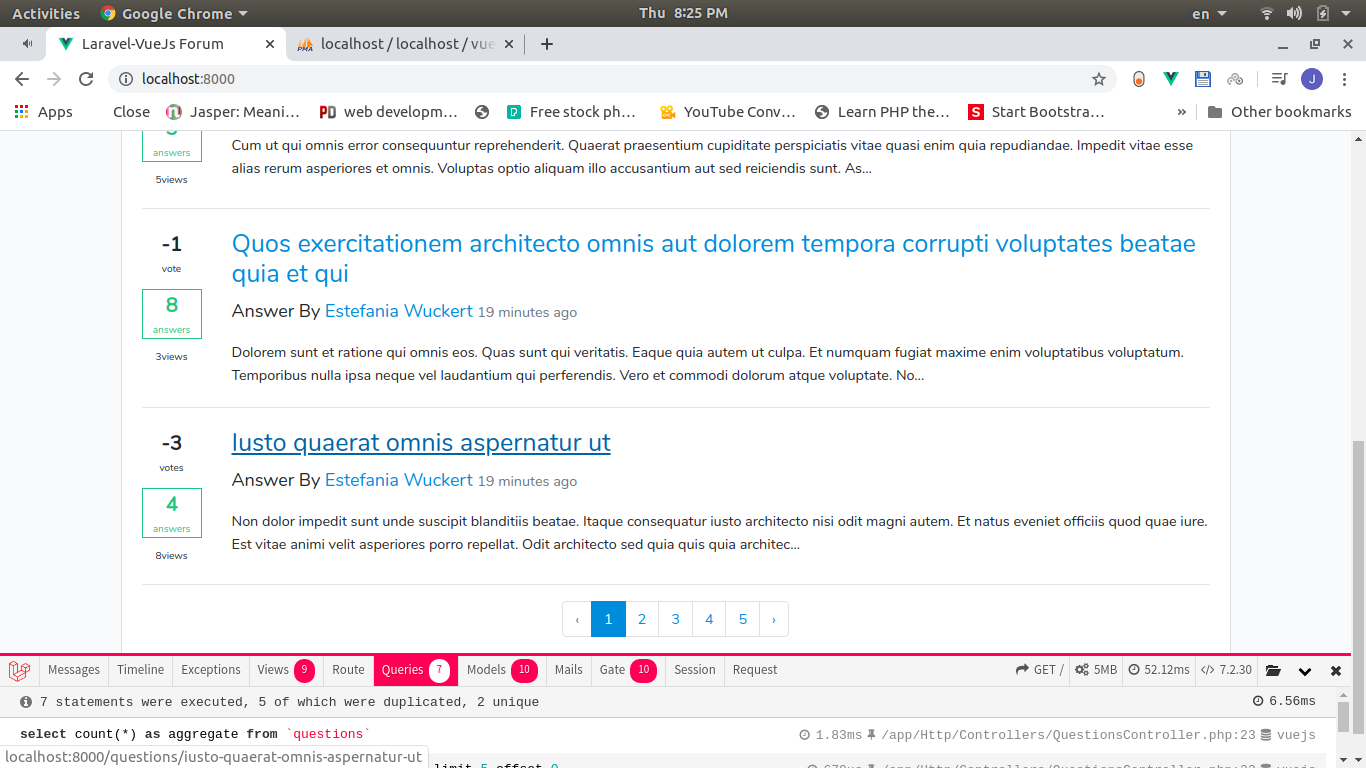 Activities Google Chrome Thu 8:25 PM en
Laravel-VueJs Forum localhost / localhost / vue
localhost:8000 J
Apps Close Jasper: Meani... PD web developm... Free stock ph... YouTube Conv... Learn PHP the... S Start Bootstra... » Other bookmarks
answers
5views
Cum ut qui omnis error consequuntur reprehenderit. Quaerat praesentium cupiditate perspiciatis vitae quasi enim quia repudiandae. Impedit vitae esse
alias rerum asperiores et omnis. Voluptas optio aliquam illo accusantium aut sed reiciendis sunt. As...
-1
vote
8
answers
3views
Quos exercitationem architecto omnis aut dolorem tempora corrupti voluptates beatae
quia et qui
Answer By Estefania Wuckert 19 minutes ago
Dolorem sunt et ratione qui omnis eos. Quas sunt qui veritatis. Eaque quia autem ut culpa. Et numquam fugiat maxime enim voluptatibus voluptatum.
Temporibus nulla ipsa neque vel laudantium qui perferendis. Vero et commodi dolorum atque voluptate. No...
-3
votes
4
answers
8views
Iusto quaerat omnis aspernatur ut
Answer By Estefania Wuckert 19 minutes ago
Non dolor impedit sunt unde suscipit blanditiis beatae. Itaque consequatur iusto architecto nisi odit magni autem. Et natus eveniet officiis quod quae iure.
Est vitae animi velit asperiores porro repellat. Odit architecto sed quia quis quia architec...
‹ 1 2 3 4 5 ›
Messages Timeline Exceptions Views 9 Route Queries 7 Models 10 Mails Gate 10 Session Request GET / 5MB 52.12ms 7.2.30
7 statements were executed, 5 of which were duplicated, 2 unique 6.56ms
select count(*) as aggregate from `questions` 1.83ms /app/Http/Controllers/QuestionsController.php:23 vuejs
localhost:8000/questions/iusto-quaerat-omnis-aspernatur-ut